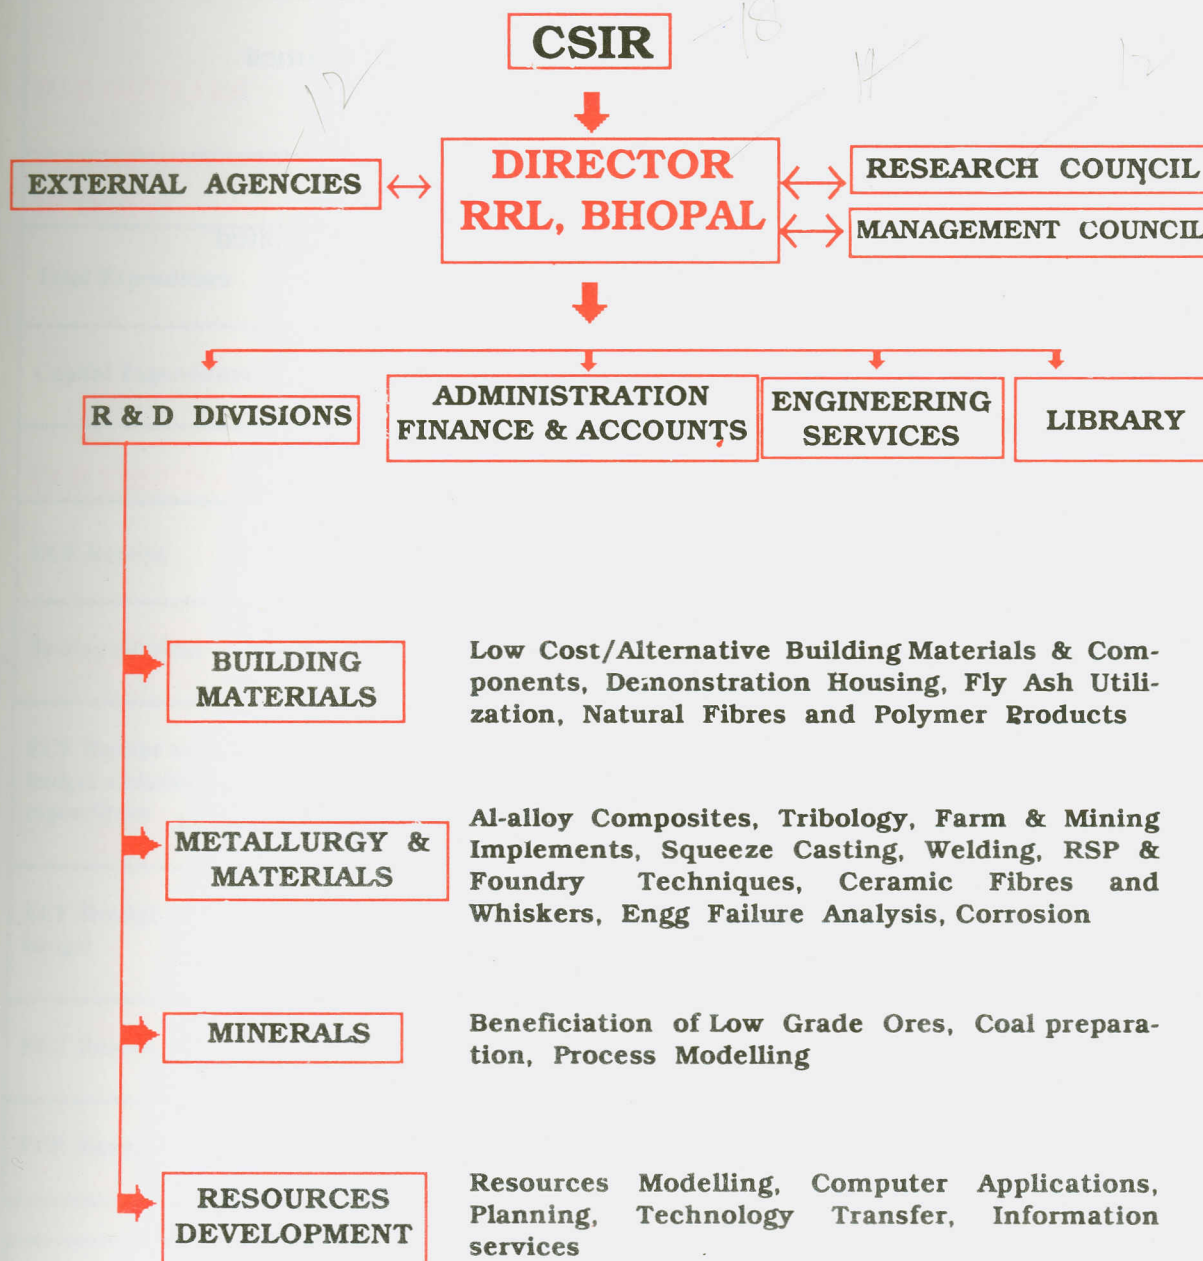 CSIR
DIRECTOR
RRL, BHOPAL
EXTERNAL AGENCIES
RESEARCH COUNCIL
MANAGEMENT COUNCIL
R & D DIVISIONS
ADMINISTRATION
FINANCE & ACCOUNTS
ENGINEERING
SERVICES
LIBRARY
BUILDING
MATERIALS
Low Cost/Alternative Building Materials & Com-
ponents, Demonstration Housing, Fly Ash Utili-
zation, Natural Fibres and Polymer Products
METALLURGY &
MATERIALS
Al-alloy Composites, Tribology, Farm & Mining
Implements, Squeeze Casting, Welding, RSP &
Foundry Techniques, Ceramic Fibres and
Whiskers, Engg Failure Analysis, Corrosion
MINERALS
Beneficiation of Low Grade Ores, Coal prepara-
tion, Process Modelling
RESOURCES
DEVELOPMENT
Resources Modelling, Computer Applications,
Planning, Technology Transfer, Information
services